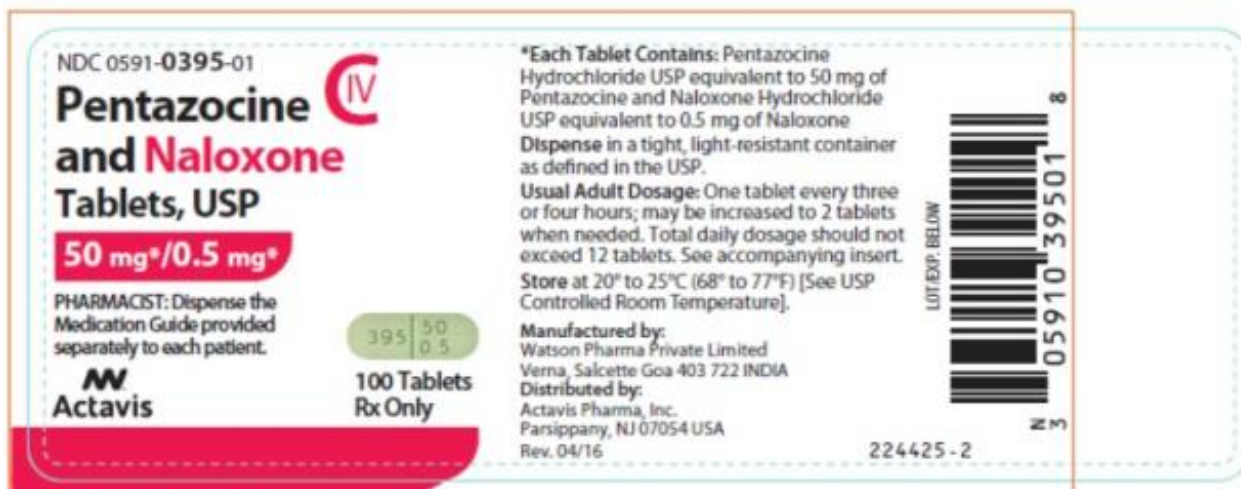 NDC 0591-0395-01
CIV
Pentazocine
and Naloxone
Tablets, USP
50 mg*/0.5 mg*
PHARMACIST: Dispense the
Medication Guide provided
separately to each patient.
395 50
0.5
Actavis
100 Tablets
Rx Only
*Each Tablet Contains: Pentazocine
Hydrochloride USP equivalent to 50 mg of
Pentazocine and Naloxone Hydrochloride
USP equivalent to 0.5 mg of Naloxone
Dispense in a tight, light-resistant container
as defined in the USP.
Usual Adult Dosage: One tablet every three
or four hours; may be increased to 2 tablets
when needed. Total daily dosage should not
exceed 12 tablets. See accompanying insert.
Store at 20° to 25°C (68° to 77°F) [See USP
Controlled Room Temperature].
Manufactured by:
Watson Pharma Private Limited
Verna, Salcette Goa 403 722 INDIA
Distributed by:
Actavis Pharma, Inc.
Parsippany, NJ 07054 USA
Rev. 04/16
224425-2
LOT/EXP. BELOW
N
3 05910 39501 8